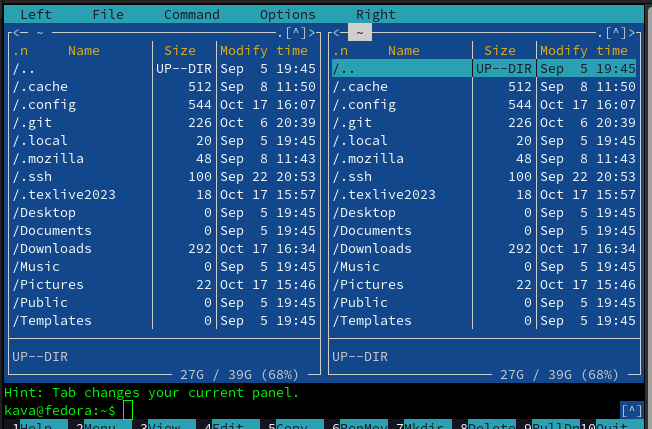 Left File Command Options Right
<─ ~ ──.[^]>  <─ ~ ──.[^]>
.n Name Size Modify time  .n Name Size Modify time
/.. UP--DIR Sep 5 19:45  /.. UP--DIR Sep 5 19:45
/.cache 512 Sep 8 11:50  /.cache 512 Sep 8 11:50
/.config 544 Oct 17 16:07  /.config 544 Oct 17 16:07
/.git 226 Oct 6 20:39  /.git 226 Oct 6 20:39
/.local 20 Sep 5 19:45  /.local 20 Sep 5 19:45
/.mozilla 48 Sep 8 11:43  /.mozilla 48 Sep 8 11:43
/.ssh 100 Sep 22 20:53  /.ssh 100 Sep 22 20:53
/.texlive2023 18 Oct 17 15:57  /.texlive2023 18 Oct 17 15:57
/Desktop 0 Sep 5 19:45  /Desktop 0 Sep 5 19:45
/Documents 0 Sep 5 19:45  /Documents 0 Sep 5 19:45
/Downloads 292 Oct 17 16:34  /Downloads 292 Oct 17 16:34
/Music 0 Sep 5 19:45  /Music 0 Sep 5 19:45
/Pictures 22 Oct 17 15:46  /Pictures 22 Oct 17 15:46
/Public 0 Sep 5 19:45  /Public 0 Sep 5 19:45
/Templates 0 Sep 5 19:45  /Templates 0 Sep 5 19:45
UP--DIR  UP--DIR
27G / 39G (68%)  27G / 39G (68%)
Hint: Tab changes your current panel.
kava@fedora:~$ [^]
1Help 2Menu 3View 4Edit 5Copy 6RenMov 7Mkdir 8Delete 9PullDn 10Quit